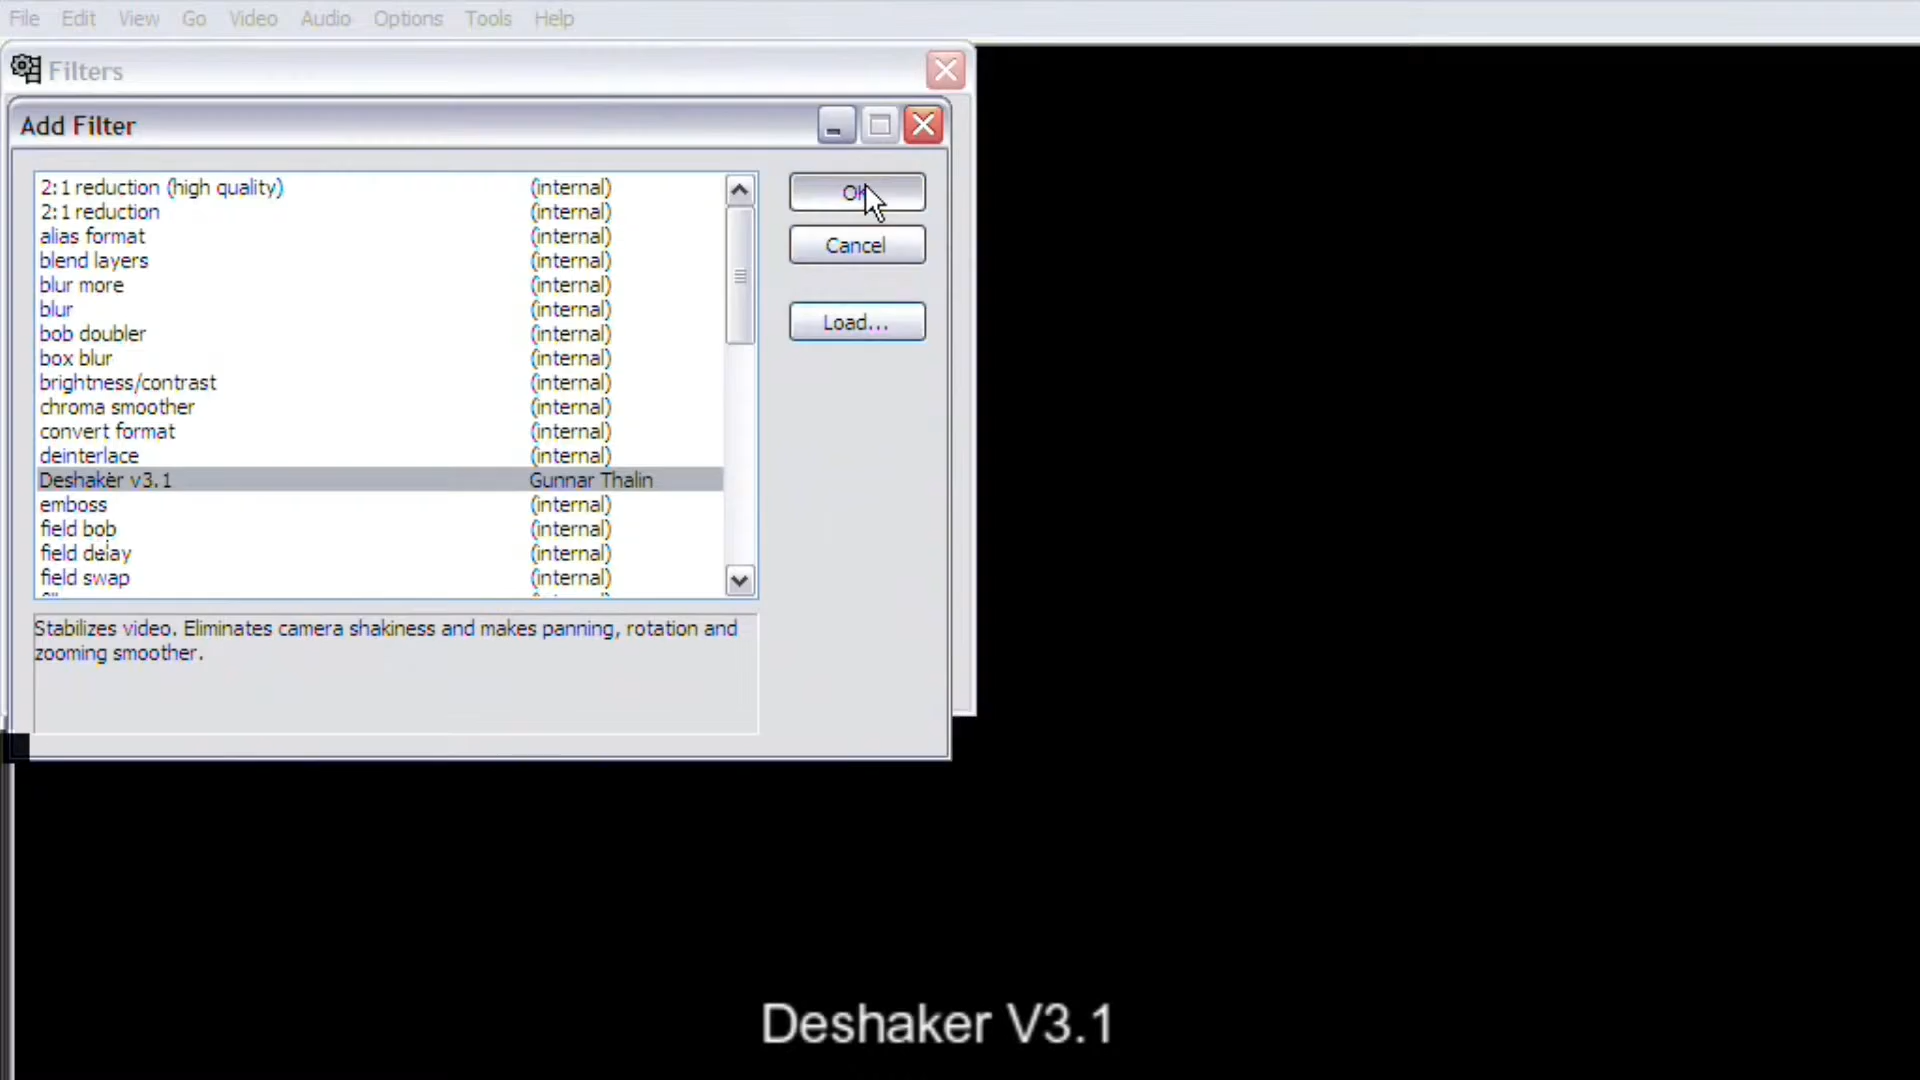 File Edit View Go Video Audio Options Tools Help
Filters
Add Filter
2:1 reduction (high quality) (internal)
2:1 reduction (internal)
alias format (internal)
blend layers (internal)
blur more (internal)
blur (internal)
bob doubler (internal)
box blur (internal)
brightness/contrast (internal)
chroma smoother (internal)
convert format (internal)
deinterlace (internal)
Deshaker v3.1 Gunnar Thalin
emboss (internal)
field bob (internal)
field delay (internal)
field swap (internal)
OK
Cancel
Load...
Stabilizes video. Eliminates camera shakiness and makes panning, rotation and
zooming smoother.
Deshaker V3.1